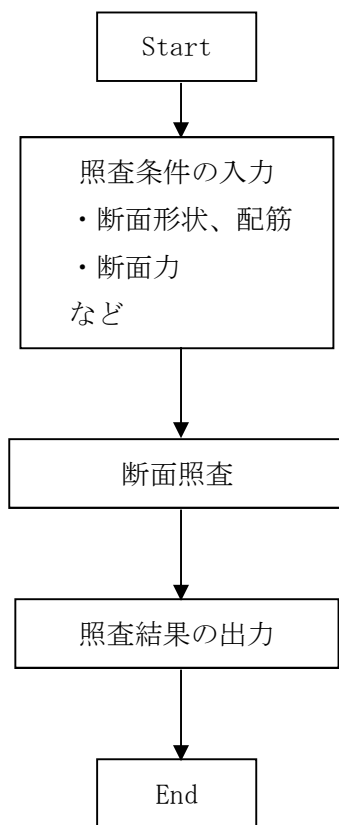 Start
照査条件の入力
・断面形状、配筋
・断面力
など
断面照査
照査結果の出力
End